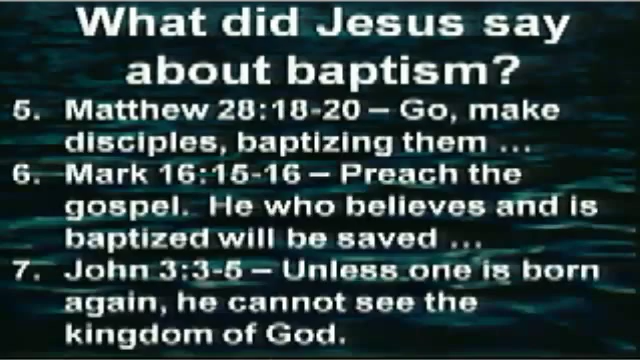 What did Jesus say
about baptism?
5. Matthew 28:18-20 – Go, make
disciples, baptizing them ...
6. Mark 16:15-16 – Preach the
gospel. He who believes and is
baptized will be saved ...
7. John 3:3-5 – Unless one is born
again, he cannot see the
kingdom of God.